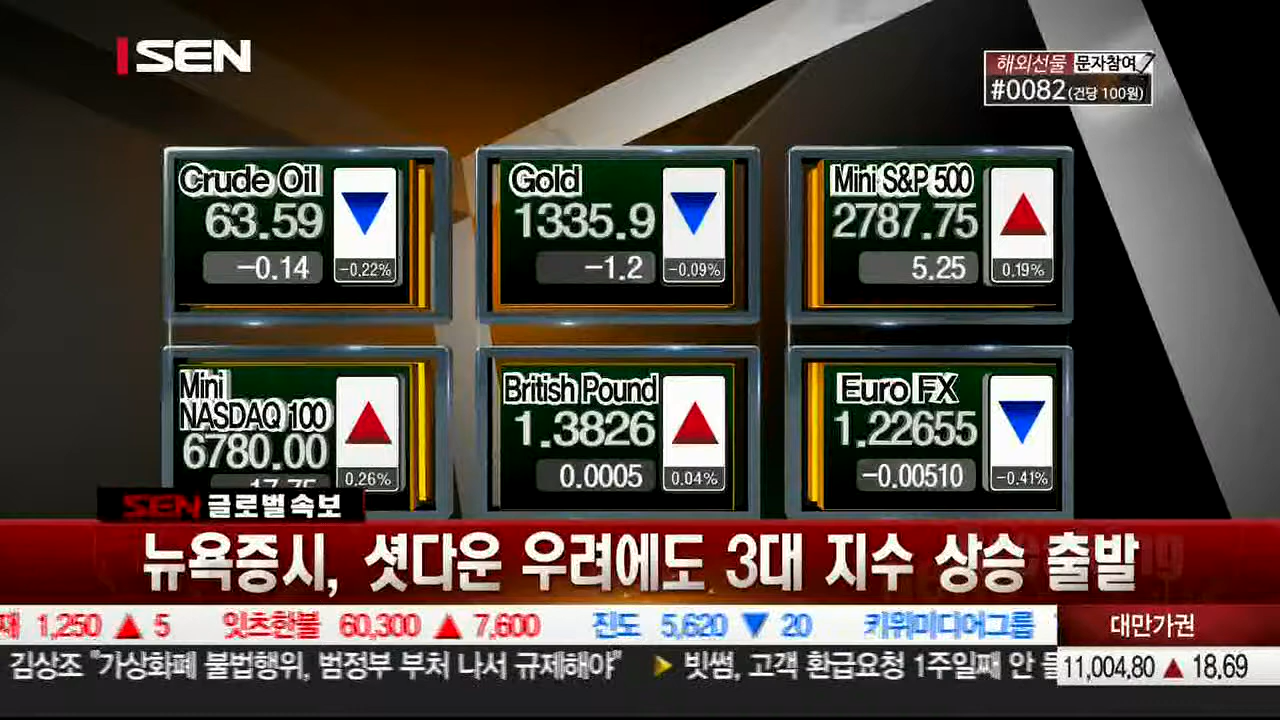 SEN
해외선물 문자참여
#0082(건당 100원)
Crude Oil
63.59
-0.14
-0.22%
Gold
1335.9
-1.2
-0.09%
Mini S&P 500
2787.75
5.25
0.19%
Mini
NASDAQ 100
6780.00
17.75
0.26%
British Pound
1.3826
0.0005
0.04%
Euro FX
1.22655
-0.00510
-0.41%
SEN 글로벌속보
뉴욕증시, 셧다운 우려에도 3대 지수 상승 출발
1,250 ▲ 5 잇츠한불 60,300 ▲ 7,600 진도 5,620 ▼ 20 키위미디어그룹
대만가권
김상조 "가상화폐 불법행위, 범정부 부처 나서 규제해야" ▶ 빗썸, 고객 환급요청 1주일째 안
11,004.80 ▲ 18.69